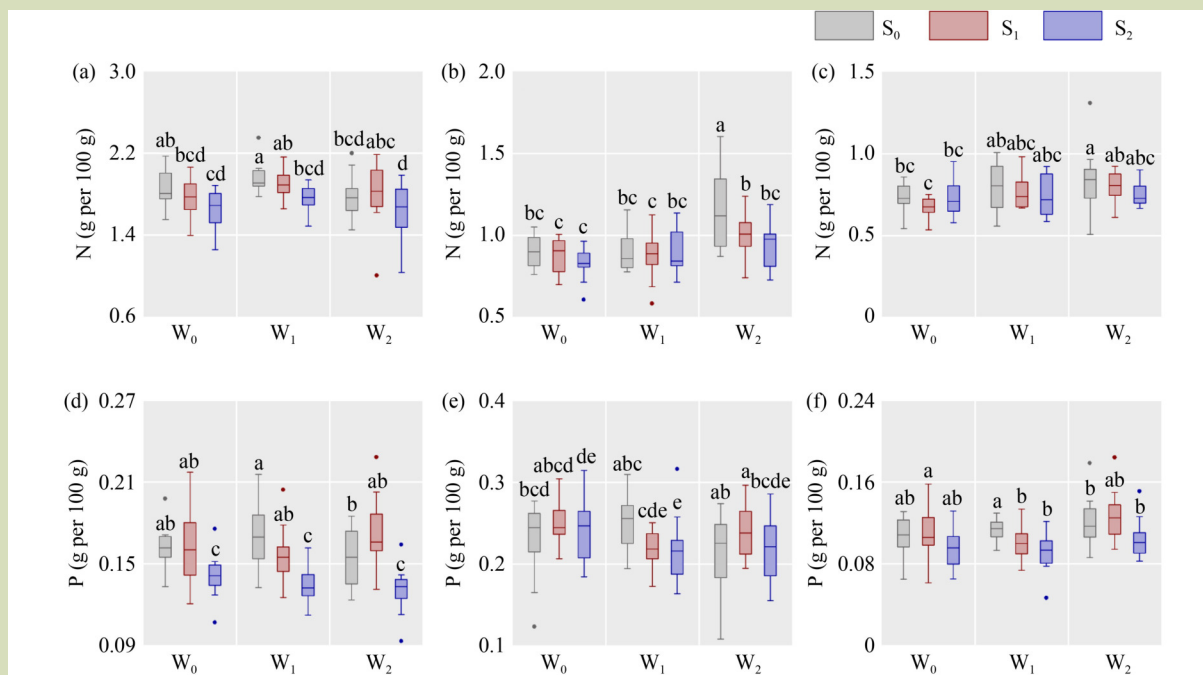 S₀ S₁ S₂
(a) (b) (c)
3.0 2.2 1.4 0.6
N (g per 100 g)
ab bcd cd a ab bcd bcd abc d
W₀ W₁ W₂
2.0 1.5 1.0 0.5
N (g per 100 g)
bc c c bc c bc a b bc
W₀ W₁ W₂
1.5 1.0 0.5 0
N (g per 100 g)
bc c bc ab abc abc a ab abc
W₀ W₁ W₂
(d) (e) (f)
0.27 0.21 0.15 0.09
P (g per 100 g)
ab ab c a ab c b ab c
W₀ W₁ W₂
0.4 0.3 0.2 0.1
P (g per 100 g)
bcd abcd de abc cde e ab a bcde
W₀ W₁ W₂
0.24 0.16 0.08 0
P (g per 100 g)
ab a ab a b b b ab b
W₀ W₁ W₂